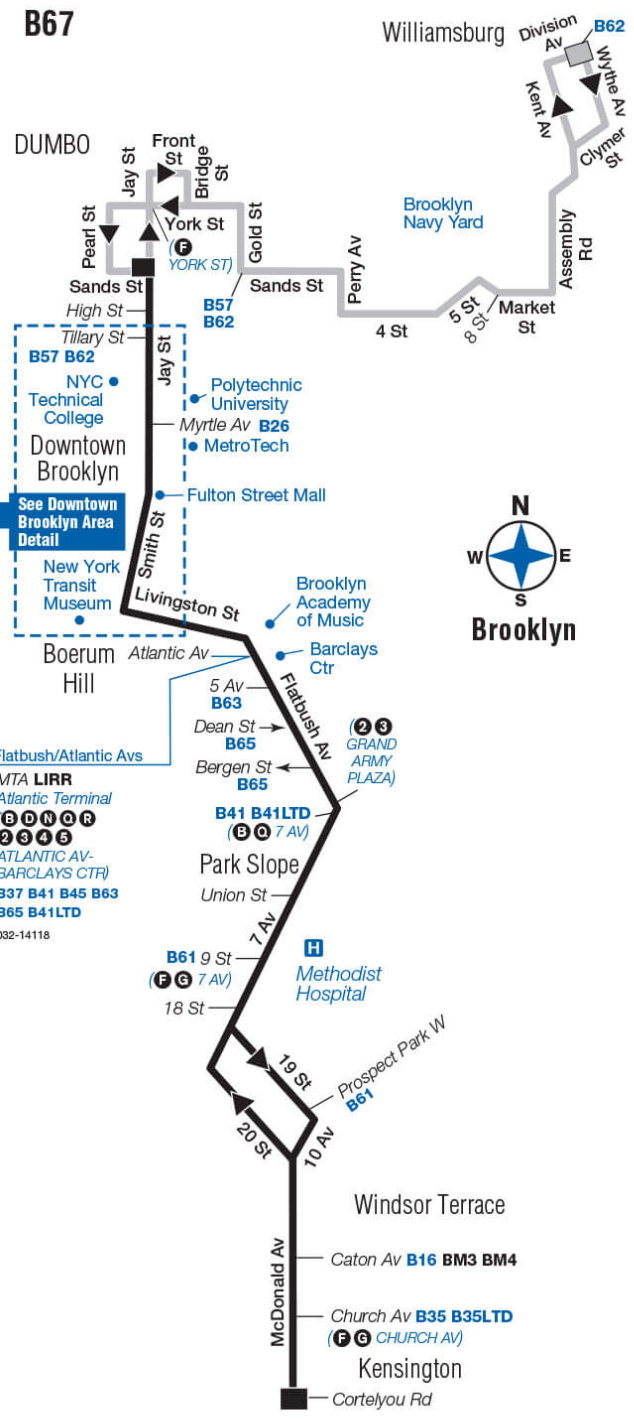 B67
Williamsburg
Division
Av
B62
Wythe Av
Kent Av
Clymer
St
DUMBO
Jay St
Front
St
Bridge
St
Pearl St
York St
(F
YORK ST)
Gold St
Brooklyn
Navy Yard
Assembly
Rd
Sands St
Sands St
Perry Av
B57
B62
4 St
5 St
8 St
Market
St
High St
Tillary St
B57 B62
Jay St
NYC
Technical
College
Polytechnic
University
Myrtle Av B26
MetroTech
Downtown
Brooklyn
Fulton Street Mall
See Downtown
Brooklyn Area
Detail
Smith St
New York
Transit
Museum
Livingston St
N
W
E
S
Brooklyn
Brooklyn
Academy
of Music
Boerum
Hill
Atlantic Av
Barclays
Ctr
5 Av
B63
Flatbush Av
Dean St
B65
Bergen St
B65
(2 3
GRAND
ARMY
PLAZA)
Flatbush/Atlantic Avs
MTA LIRR
Atlantic Terminal
(B D N Q R
2 3 4 5
ATLANTIC AV-
BARCLAYS CTR)
B37 B41 B45 B63
B65 B41LTD
032-14118
B41 B41LTD
(B Q 7 AV)
Park Slope
Union St
7 Av
B61 9 St
(F G 7 AV)
H
Methodist
Hospital
18 St
19 St
Prospect Park W
B61
20 St
10 Av
Windsor Terrace
McDonald Av
Caton Av B16 BM3 BM4
Church Av B35 B35LTD
(F G CHURCH AV)
Kensington
Cortelyou Rd